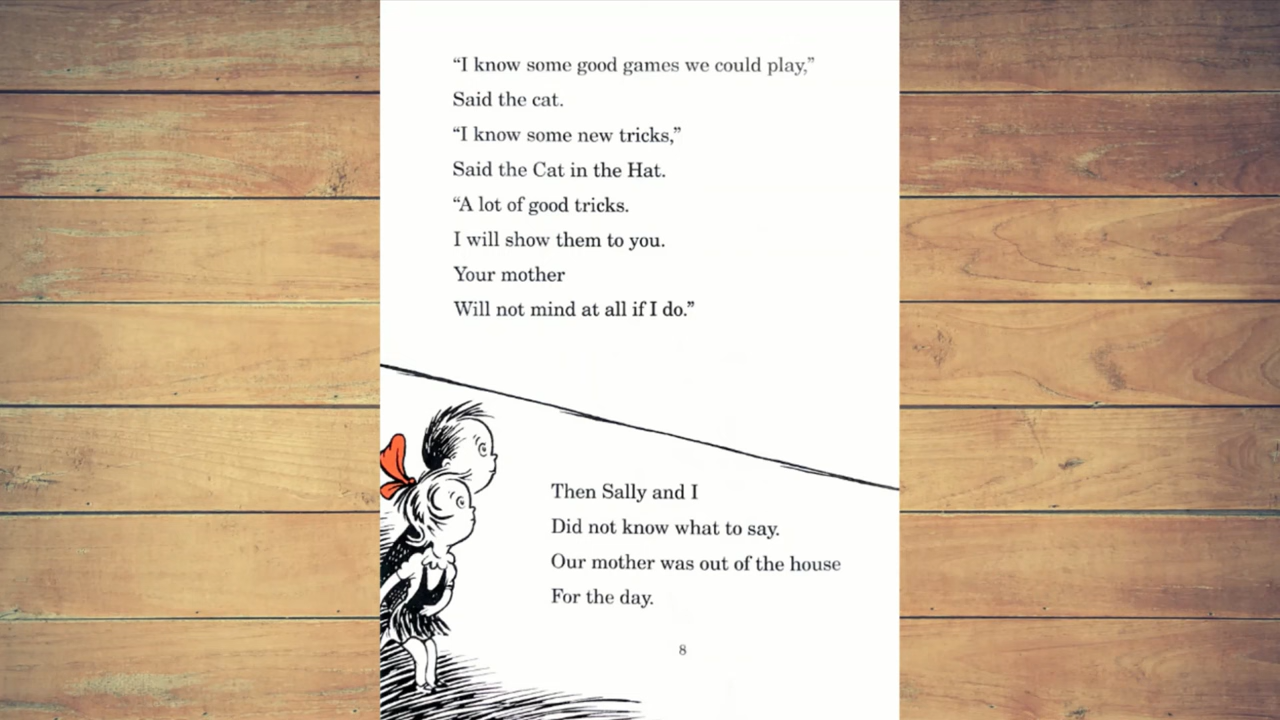 “I know some good games we could play,”
Said the cat.
“I know some new tricks,”
Said the Cat in the Hat.
“A lot of good tricks.
I will show them to you.
Your mother
Will not mind at all if I do.”
Then Sally and I
Did not know what to say.
Our mother was out of the house
For the day.
8